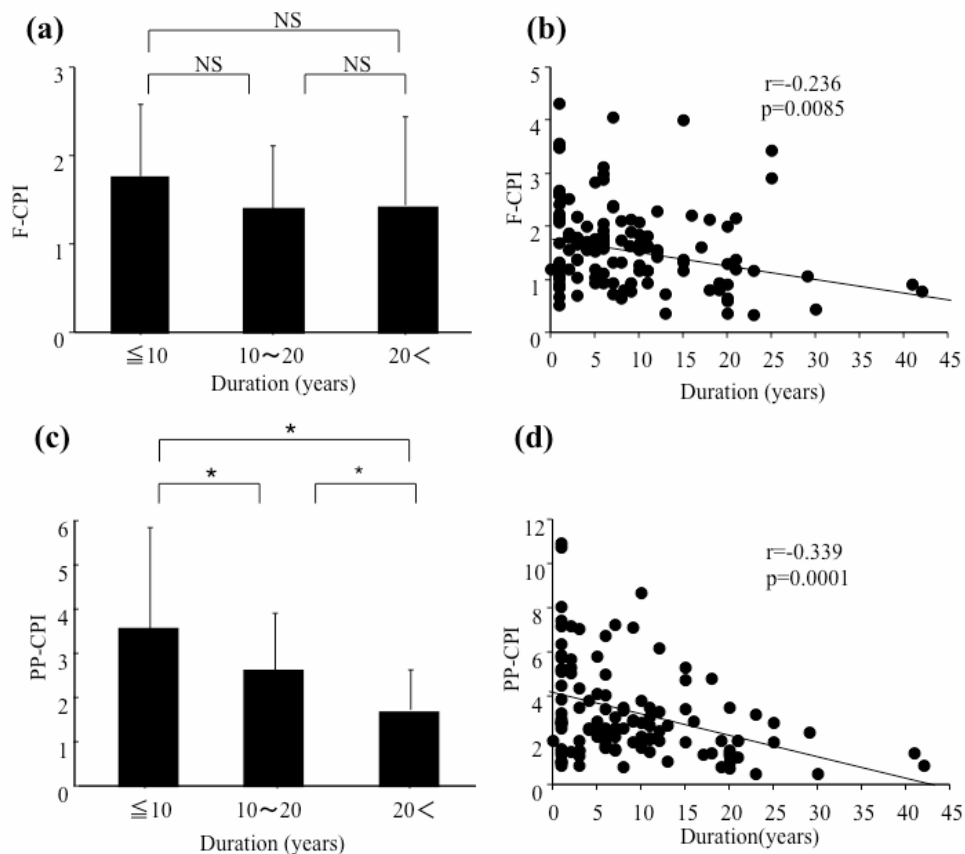 (a)
NS
NS
NS
3
2
1
0
F-CPI
≦10
10〜20
20<
Duration (years)
(b)
r=-0.236
p=0.0085
5
4
3
2
1
0
F-CPI
0
5
10
15
20
25
30
35
40
45
Duration (years)
(c)
*
*
*
6
5
4
3
2
1
0
PP-CPI
≦10
10〜20
20<
Duration (years)
(d)
r=-0.339
p=0.0001
12
10
8
6
4
2
0
PP-CPI
0
5
10
15
20
25
30
35
40
45
Duration(years)